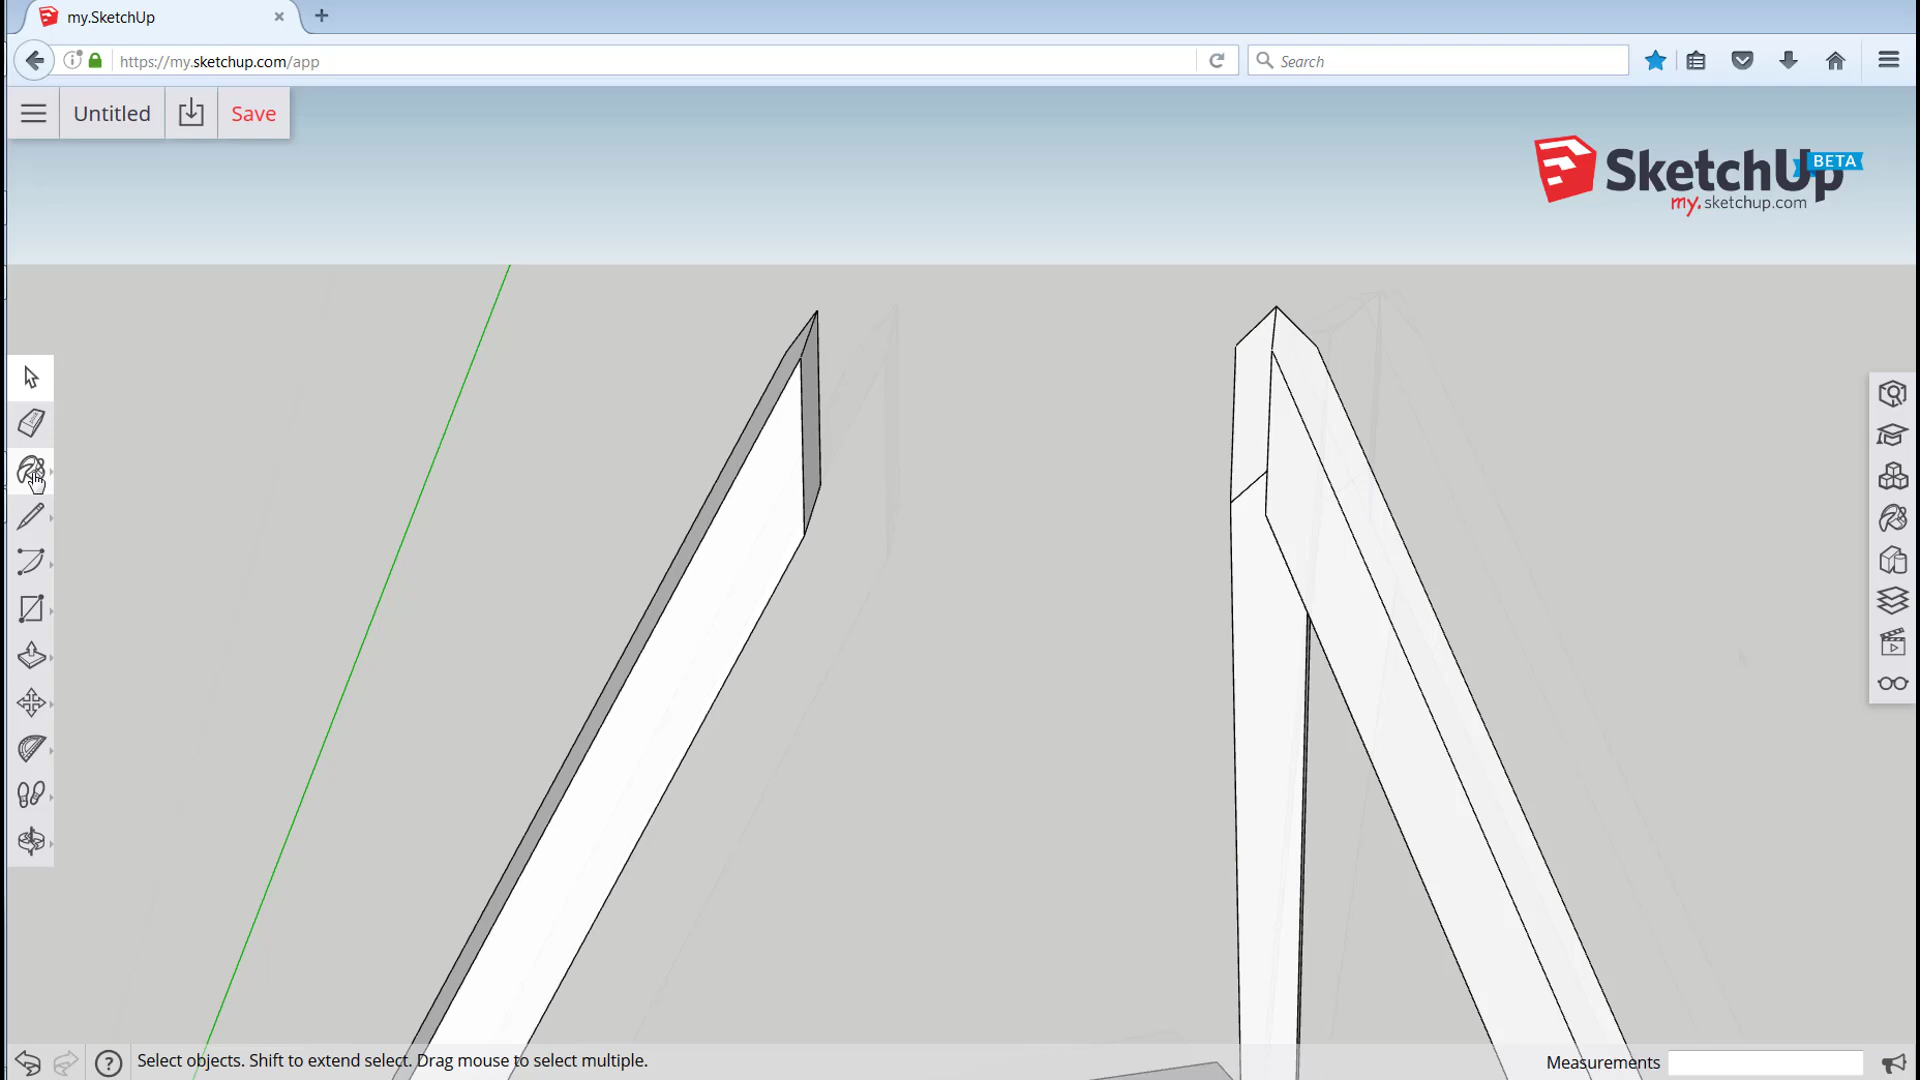 my.SketchUp
https://my.sketchup.com/app
Search
Untitled
Save
SketchUp
BETA
my.sketchup.com
Select objects. Shift to extend select. Drag mouse to select multiple.
Measurements